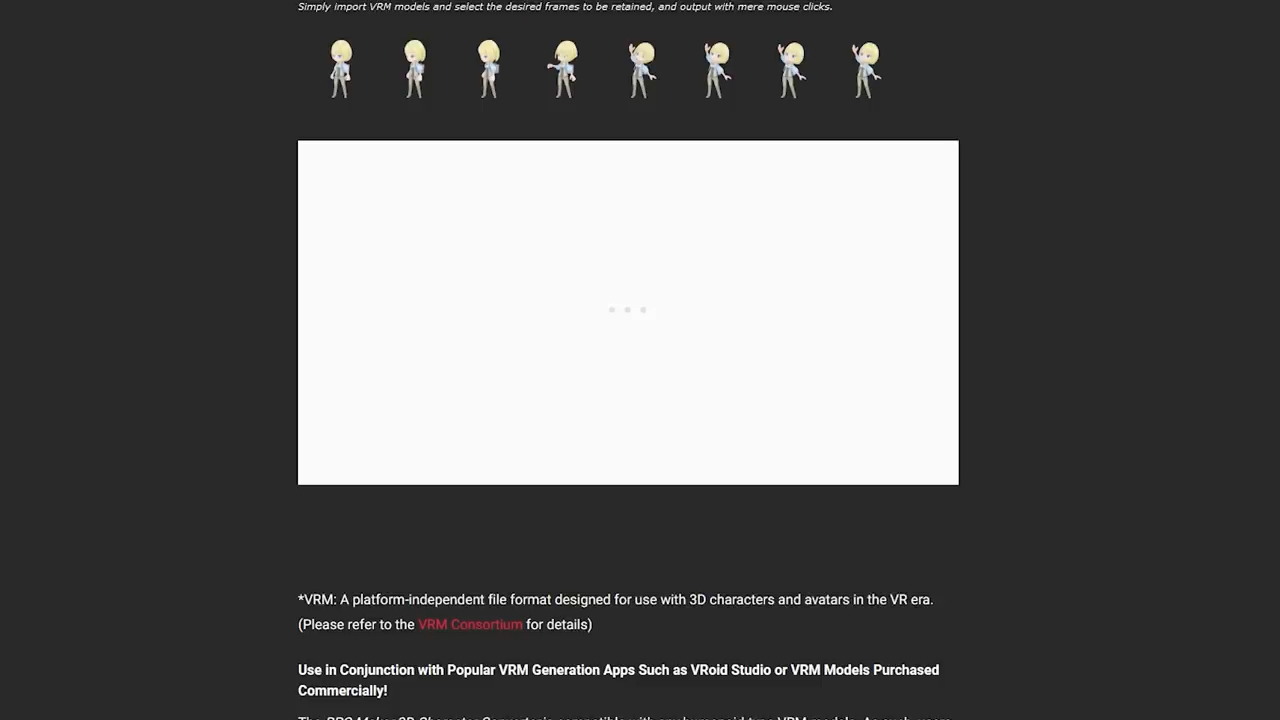 Simply import VRM models and select the desired frames to be retained, and output with mere mouse clicks.
*VRM: A platform-independent file format designed for use with 3D characters and avatars in the VR era.
(Please refer to the VRM Consortium for details)
Use in Conjunction with Popular VRM Generation Apps Such as VRoid Studio or VRM Models Purchased
Commercially!